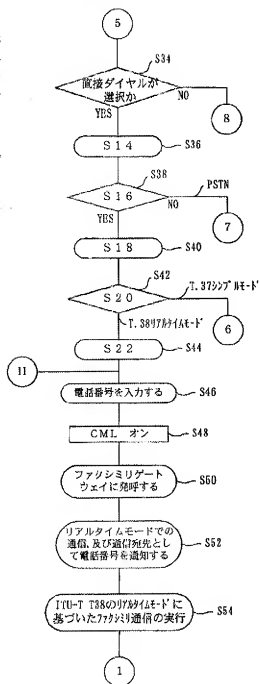 5
S34
直接ダイヤルが
選択か
NO
8
YES
S14
S36
S38
S16
PSTN
NO
7
YES
S18
S40
S42
T.37シンプルモード
S20
6
T.38リアルタイムモード
S22
S44
11
電話番号を入力する
S46
CML オン
S48
ファクシミリゲート
ウェイに発呼する
S50
リアルタイムモードでの
通信、及び通信宛先とし
て電話番号を通知する
S52
ITU-T T38のリアルタイムモードに
基づいたファクシミリ通信の実行
S54
1